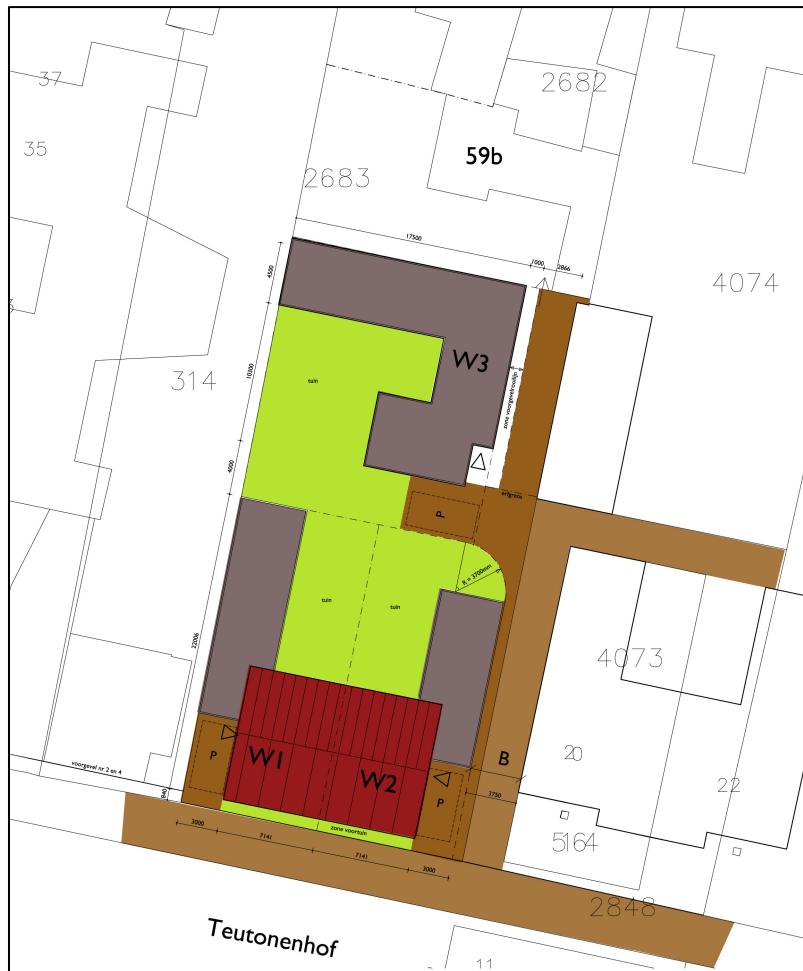 37
2682
35
59b
2683
17500
1000
2866
4500
4074
W3
314
tuin
10300
zone voorgevelrooilijn
4000
erfgrens
P
R = 3700mm
tuin
tuin
22006
4073
W1
P
W2
P
B
20
22
voorgevel nr 2 en 4
840
3750
3000
7141
zone voortuin
7141
3000
5164
2848
Teutonenhof
11